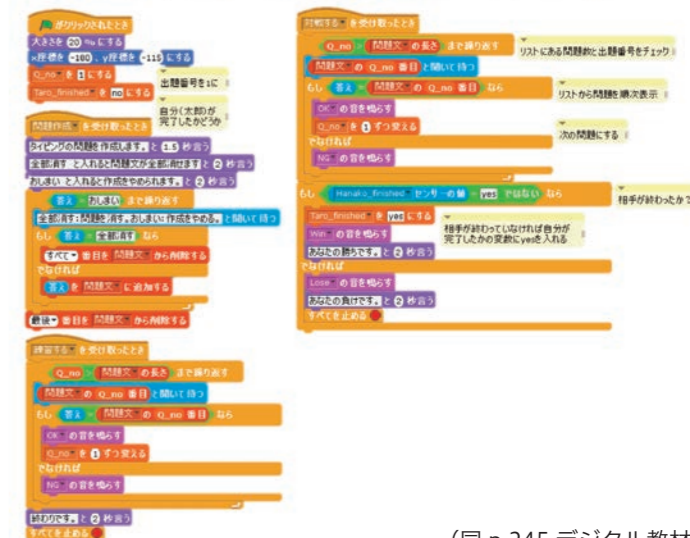 がクリックされたとき
大きさを 20 %にする
x座標を -180 、y座標を -115 にする
Q_no を 1 にする
Taro_finished を no にする
出題番号を1に
自分(太郎)が
完了したかどうか
問題作成 を受け取ったとき
タイピングの問題を作成します。 と 1.5 秒言う
全部消す と入れると問題文が全部消せます と 2 秒言う
おしまい と入れると作成をやめられます。 と 2 秒言う
答え = おしまい まで繰り返す
全部消す:問題を消す。おしまい:作成をやめる。 と聞いて待つ
もし 答え = 全部消す なら
すべて 番目を 問題文 から削除する
でなければ
答え を 問題文 に追加する
最後 番目を 問題文 から削除する
練習する を受け取ったとき
Q_no > 問題文 の長さ まで繰り返す
問題文 の Q_no 番目 と聞いて待つ
もし 答え = 問題文 の Q_no 番目 なら
OK の音を鳴らす
Q_no を 1 ずつ変える
でなければ
NG の音を鳴らす
終わりです。 と 2 秒言う
すべてを止める
対戦する を受け取ったとき
Q_no > 問題文 の長さ まで繰り返す
リストにある問題数と出題番号をチェック
問題文 の Q_no 番目 と聞いて待つ
もし 答え = 問題文 の Q_no 番目 なら
リストから問題を順次表示
OK の音を鳴らす
Q_no を 1 ずつ変える
次の問題にする
でなければ
NG の音を鳴らす
もし Hanako_finished センサーの値 = yes ではない なら
相手が終わったか
Taro_finished を yes にする
相手が終わっていなければ自分が
完了したかの変数にyesを入れる
Win の音を鳴らす
あなたの勝ちです。 と 2 秒言う
でなければ
Lose の音を鳴らす
あなたの負けです。 と 2 秒言う
すべてを止める